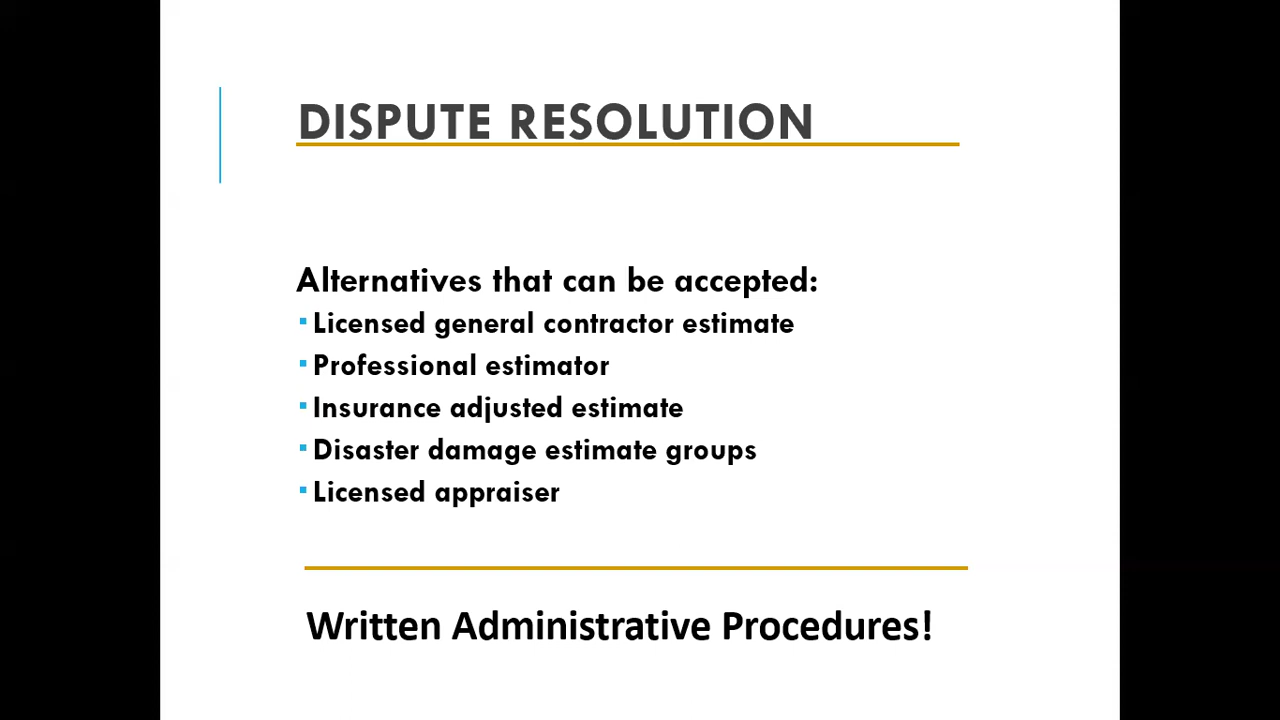 DISPUTE RESOLUTION
Alternatives that can be accepted:
▪Licensed general contractor estimate
▪Professional estimator
▪Insurance adjusted estimate
▪Disaster damage estimate groups
▪Licensed appraiser
Written Administrative Procedures!